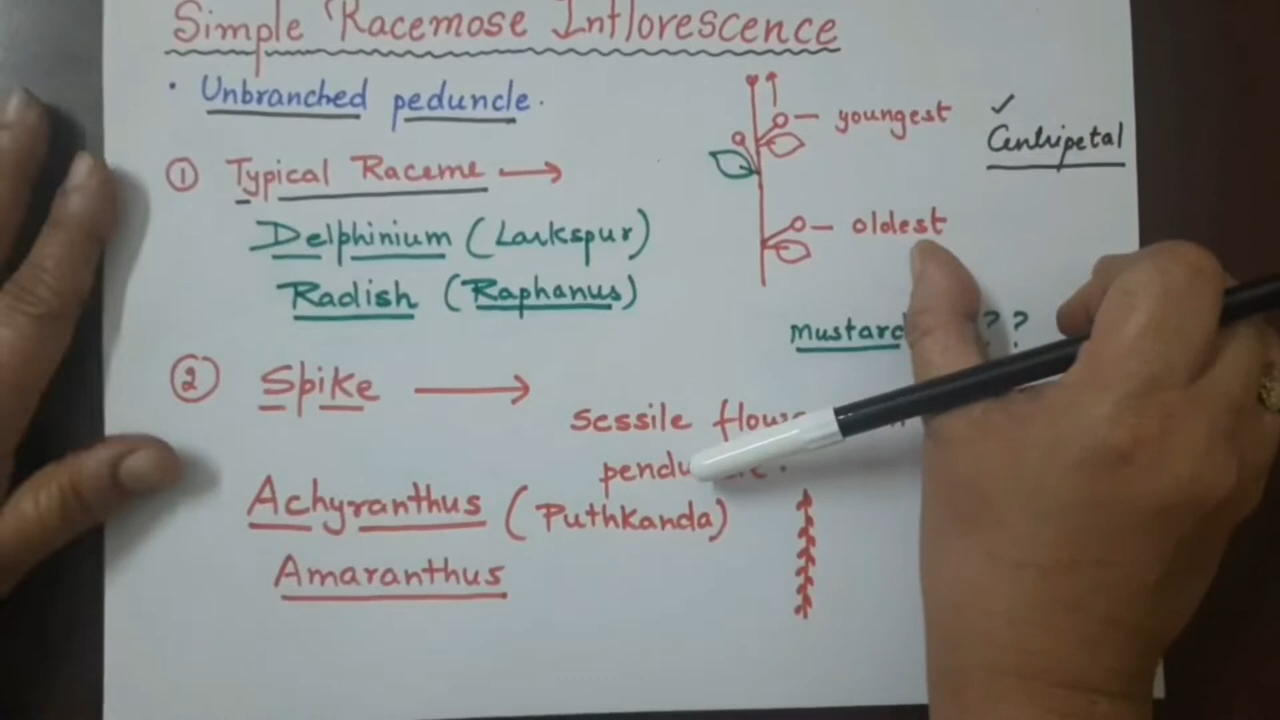 Simple Racemose Inflorescence
· Unbranched peduncle.
① Typical Raceme →
Delphinium (Larkspur)
Radish (Raphanus)
youngest
oldest
✓
Centripetal
mustard ? ?
② Spike →
Sessile
Achyranthus (Puthkanda)
Amaranthus